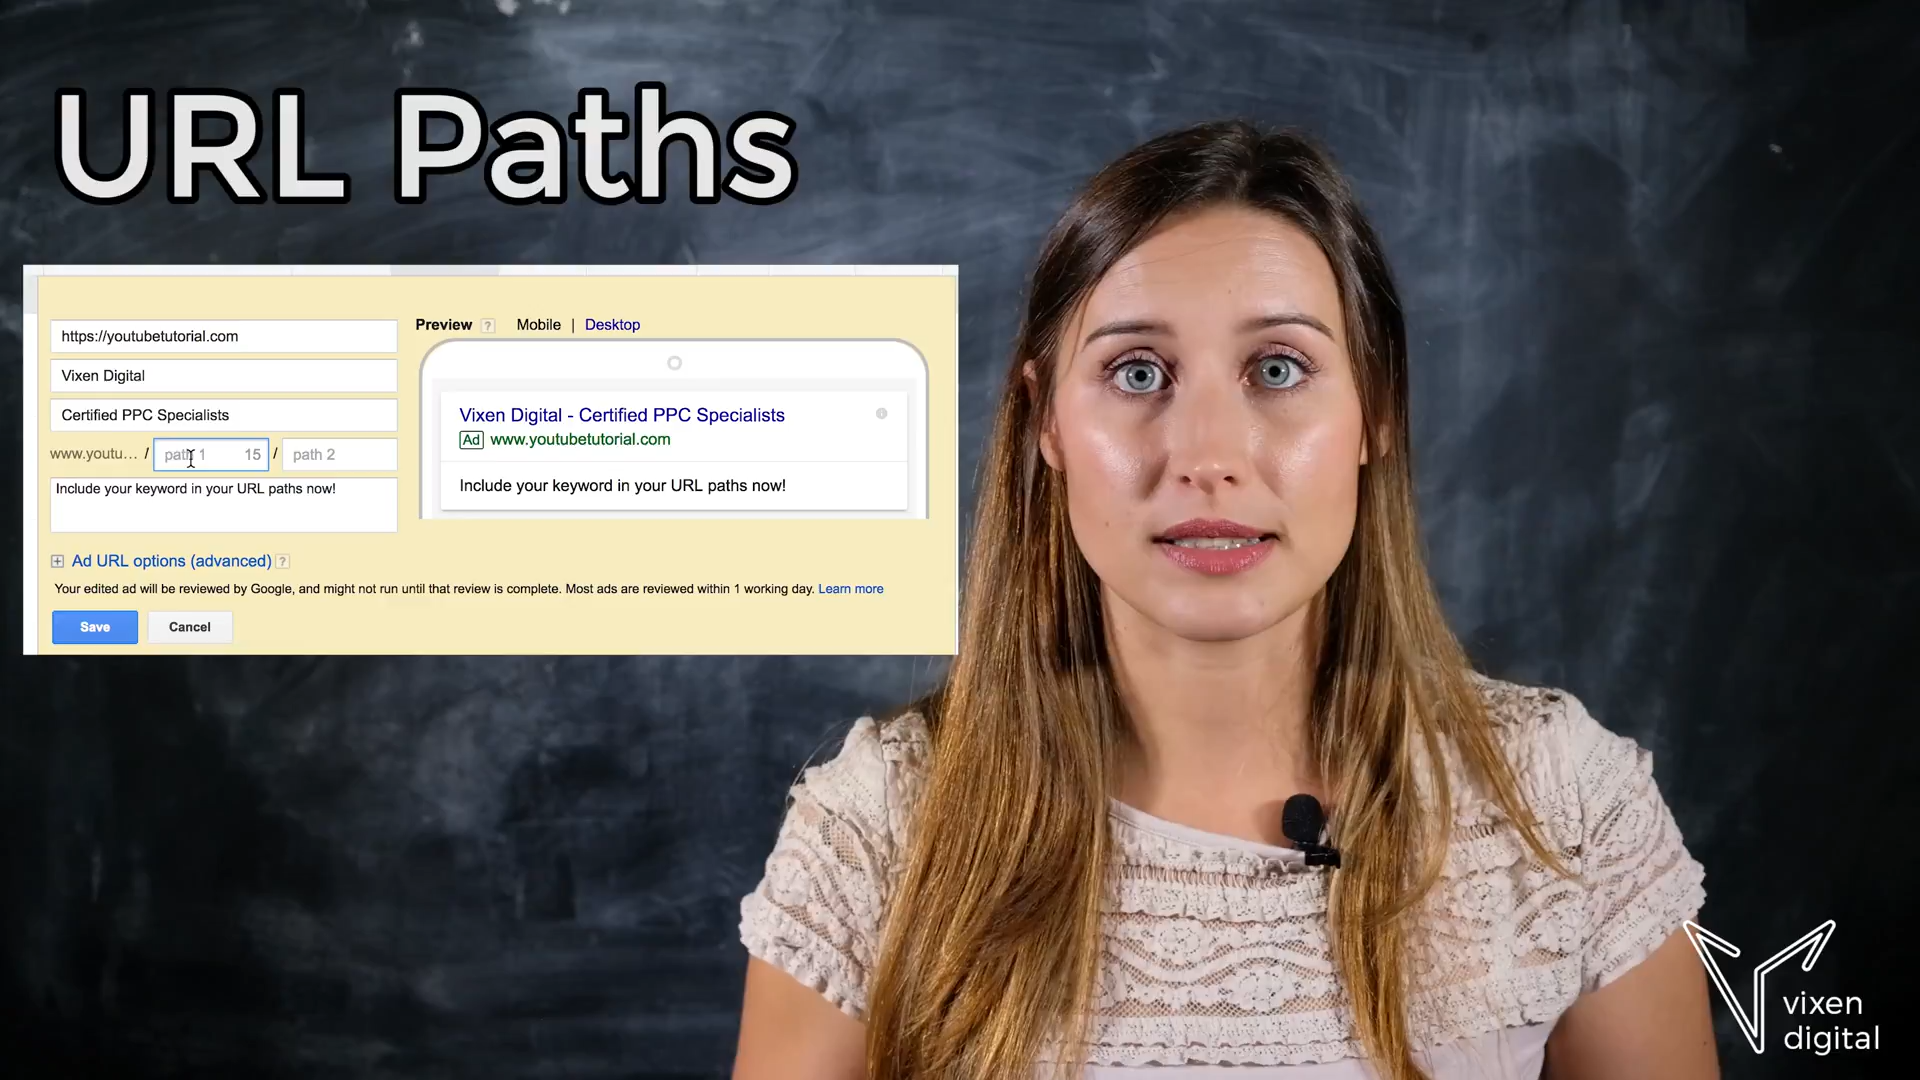 URL Paths
https://youtubetutorial.com
Vixen Digital
Certified PPC Specialists
www.youtu... / path 1 15 / path 2
Include your keyword in your URL paths now!
Ad URL options (advanced) ?
Your edited ad will be reviewed by Google, and might not run until that review is complete. Most ads are reviewed within 1 working day. Learn more
Save Cancel
Preview ? Mobile | Desktop
Vixen Digital - Certified PPC Specialists
Ad www.youtubetutorial.com
Include your keyword in your URL paths now!
vixen
digital